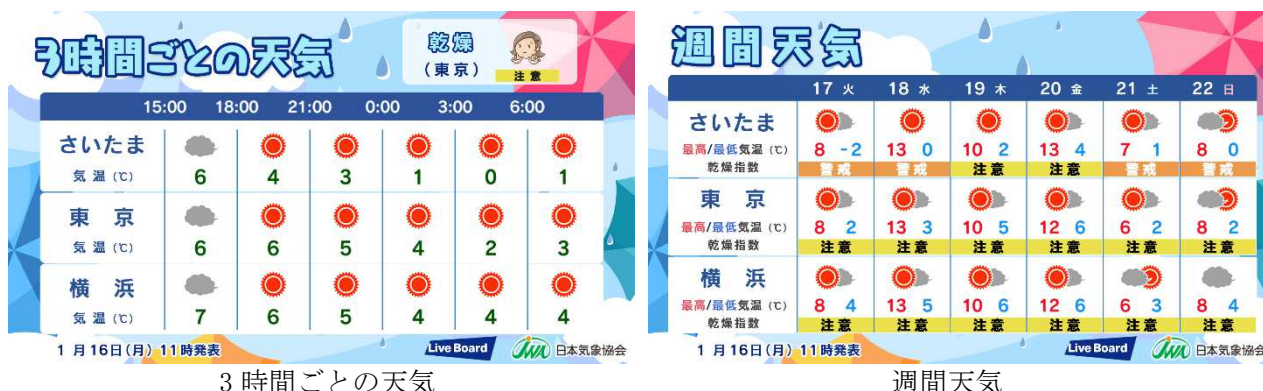 3時間ごとの天気
乾燥
(東京)
注意
15:00 18:00 21:00 0:00 3:00 6:00
さいたま
気温 (℃) 6 4 3 1 0 1
東京
気温 (℃) 6 6 5 4 2 3
横浜
気温 (℃) 7 6 5 4 4 4
1月16日(月) 11時発表
Live Board
JWA 日本気象協会
3時間ごとの天気
週間天気
17 火 18 水 19 木 20 金 21 土 22 日
さいたま
最高/最低気温 (℃) 8 -2 13 0 10 2 13 4 7 1 8 0
乾燥指数 警戒 警戒 注意 注意 警戒 警戒
東京
最高/最低気温 (℃) 8 2 13 3 10 5 12 6 6 2 8 2
乾燥指数 注意 注意 注意 注意 注意 注意
横浜
最高/最低気温 (℃) 8 4 13 5 10 6 12 6 6 3 8 4
乾燥指数 注意 注意 注意 注意 注意 注意
1月16日(月) 11時発表
Live Board
JWA 日本気象協会
週間天気